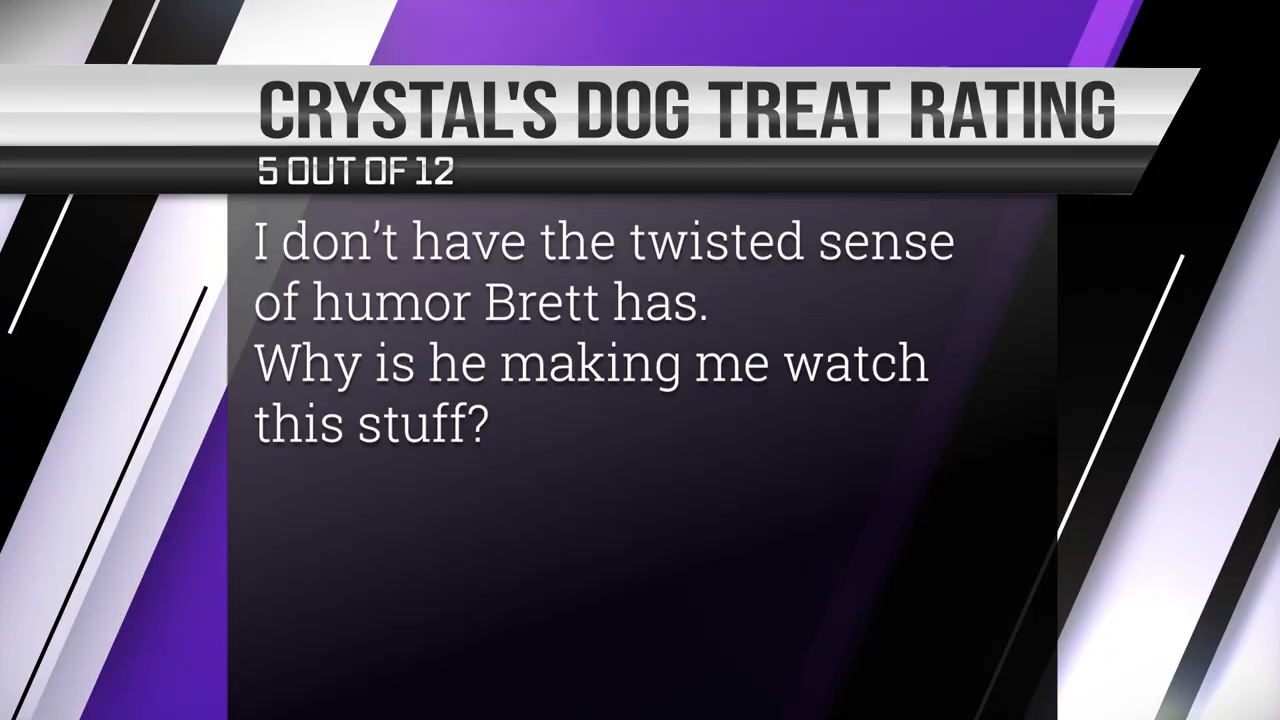 CRYSTAL'S DOG TREAT RATING
5 OUT OF 12
I don’t have the twisted sense
of humor Brett has.
Why is he making me watch
this stuff?